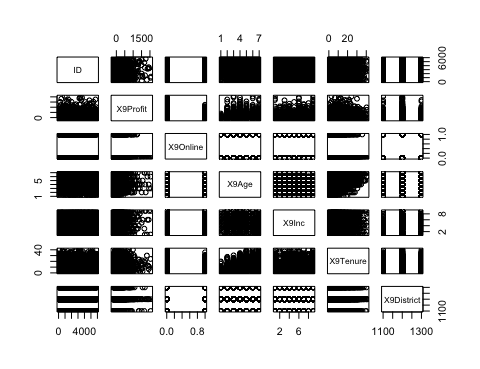 0 1500 1 4 7 0 20
ID 0 6000
0 X9Profit
X9Online 0.0 1.0
1 5 X9Age
X9Inc 2 8
0 40 X9Tenure
X9District 1100
0 4000 0.0 0.8 2 6 1100 1300